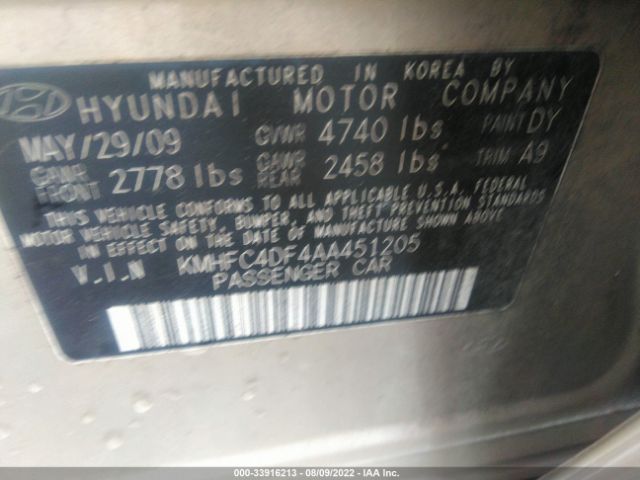 MANUFACTURED IN KOREA BY
HYUNDAI MOTOR COMPANY
MAY/29/09 GVWR 4740 lbs PAINT DY
GAWR FRONT 2778 lbs GAWR REAR 2458 lbs TRIM A9
THIS VEHICLE CONFORMS TO ALL APPLICABLE U.S.A. FEDERAL
MOTOR VEHICLE SAFETY, BUMPER, AND THEFT PREVENTION STANDARDS
IN EFFECT ON THE DATE OF MANUFACTURE SHOWN ABOVE.
V.I.N KMHFC4DF4AA451205
PASSENGER CAR
000-33916213 - 08/09/2022 - IAA Inc.